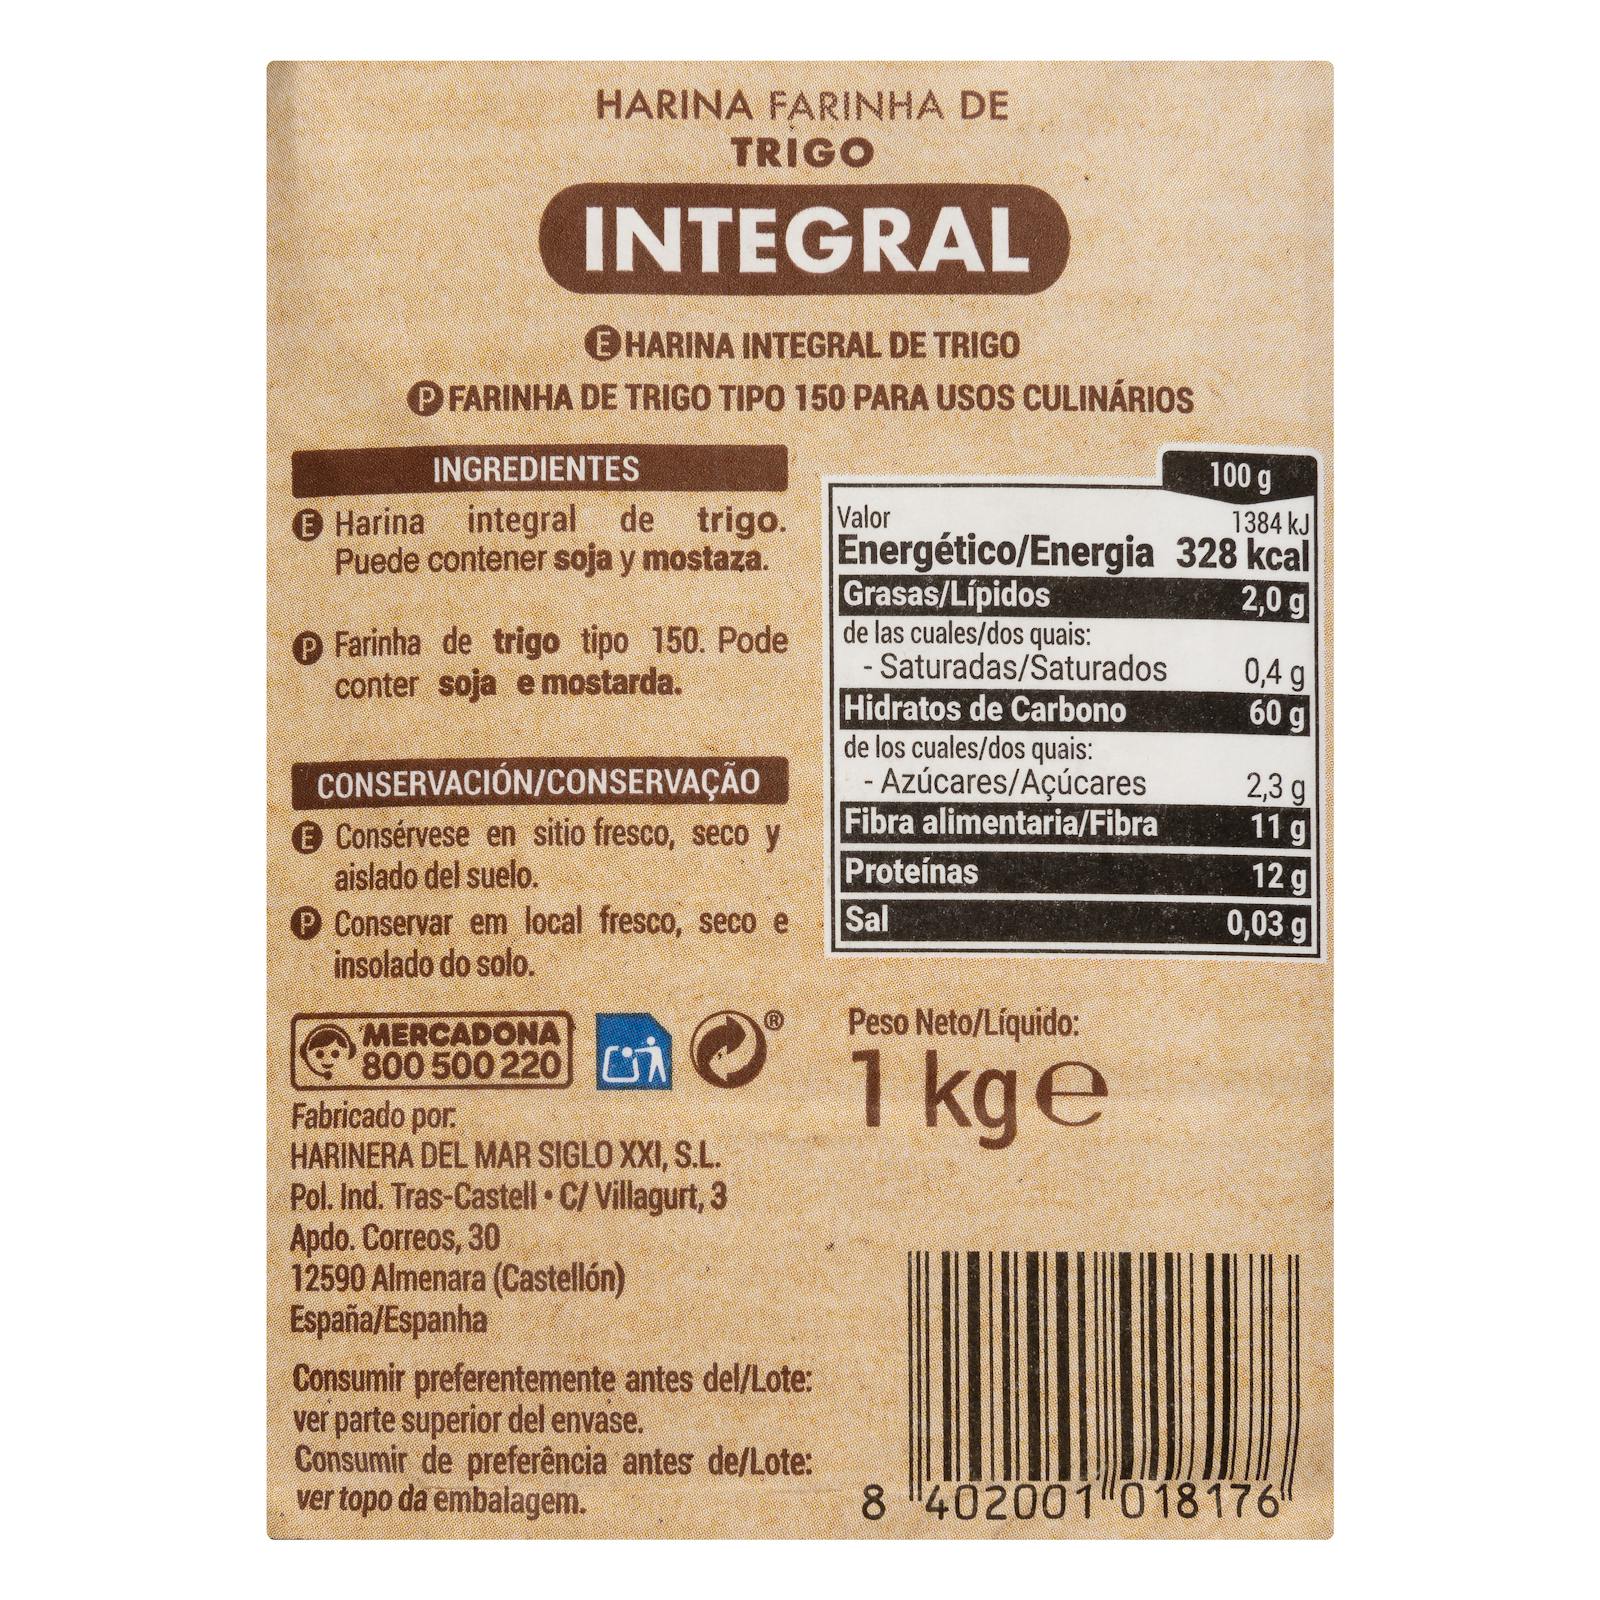 HARINA FARINHA DE
TRIGO
INTEGRAL
E HARINA INTEGRAL DE TRIGO
P FARINHA DE TRIGO TIPO 150 PARA USOS CULINÁRIOS
INGREDIENTES
E Harina integral de trigo.
Puede contener soja y mostaza.
P Farinha de trigo tipo 150. Pode
conter soja e mostarda.
CONSERVACIÓN/CONSERVAÇÃO
E Consérvese en sitio fresco, seco y
aislado del suelo.
P Conservar em local fresco, seco e
insolado do solo.
100 g
Valor 1384 kJ
Energético/Energia 328 kcal
Grasas/Lípidos 2,0 g
de las cuales/dos quais:
- Saturadas/Saturados 0,4 g
Hidratos de Carbono 60 g
de los cuales/dos quais:
- Azúcares/Açúcares 2,3 g
Fibra alimentaria/Fibra 11 g
Proteínas 12 g
Sal 0,03 g
MERCADONA
800 500 220
®
Peso Neto/Líquido:
1 kg e
Fabricado por:
HARINERA DEL MAR SIGLO XXI, S.L.
Pol. Ind. Tras-Castell • C/ Villagurt, 3
Apdo. Correos, 30
12590 Almenara (Castellón)
España/Espanha
Consumir preferentemente antes del/Lote:
ver parte superior del envase.
Consumir de preferência antes de/Lote:
ver topo da embalagem.
8 402001 018176